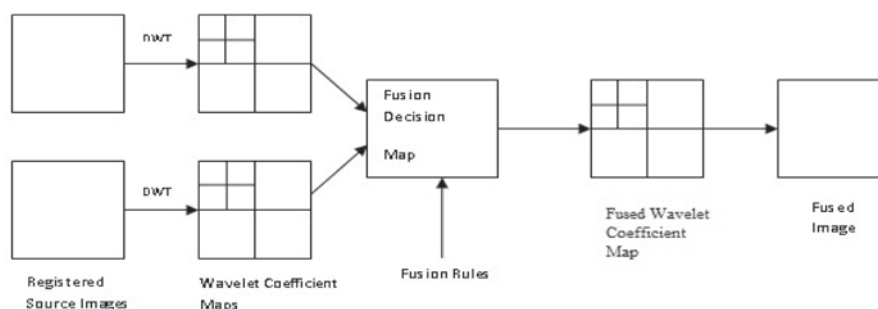 DWT
DWT
Fusion
Decision
Map
Registered
Source Images
Wavelet Coefficient
Maps
Fusion Rules
Fused Wavelet
Coefficient
Map
Fused
Image